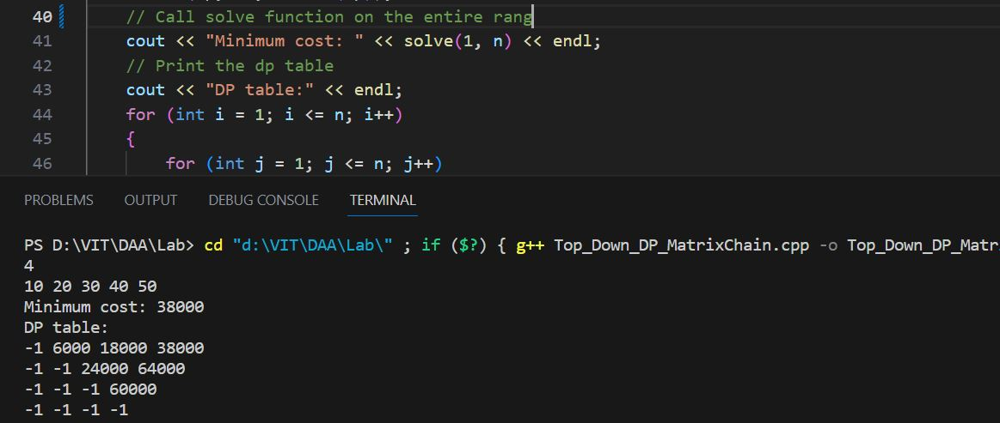 40 // Call solve function on the entire rang
41 cout << "Minimum cost: " << solve(1, n) << endl;
42 // Print the dp table
43 cout << "DP table:" << endl;
44 for (int i = 1; i <= n; i++)
45 {
46 for (int j = 1; j <= n; j++)
PROBLEMS OUTPUT DEBUG CONSOLE TERMINAL
PS D:\VIT\DAA\Lab> cd "d:\VIT\DAA\Lab\" ; if ($?) { g++ Top_Down_DP_MatrixChain.cpp -o Top_Down_DP_Matr
4
10 20 30 40 50
Minimum cost: 38000
DP table:
-1 6000 18000 38000
-1 -1 24000 64000
-1 -1 -1 60000
-1 -1 -1 -1